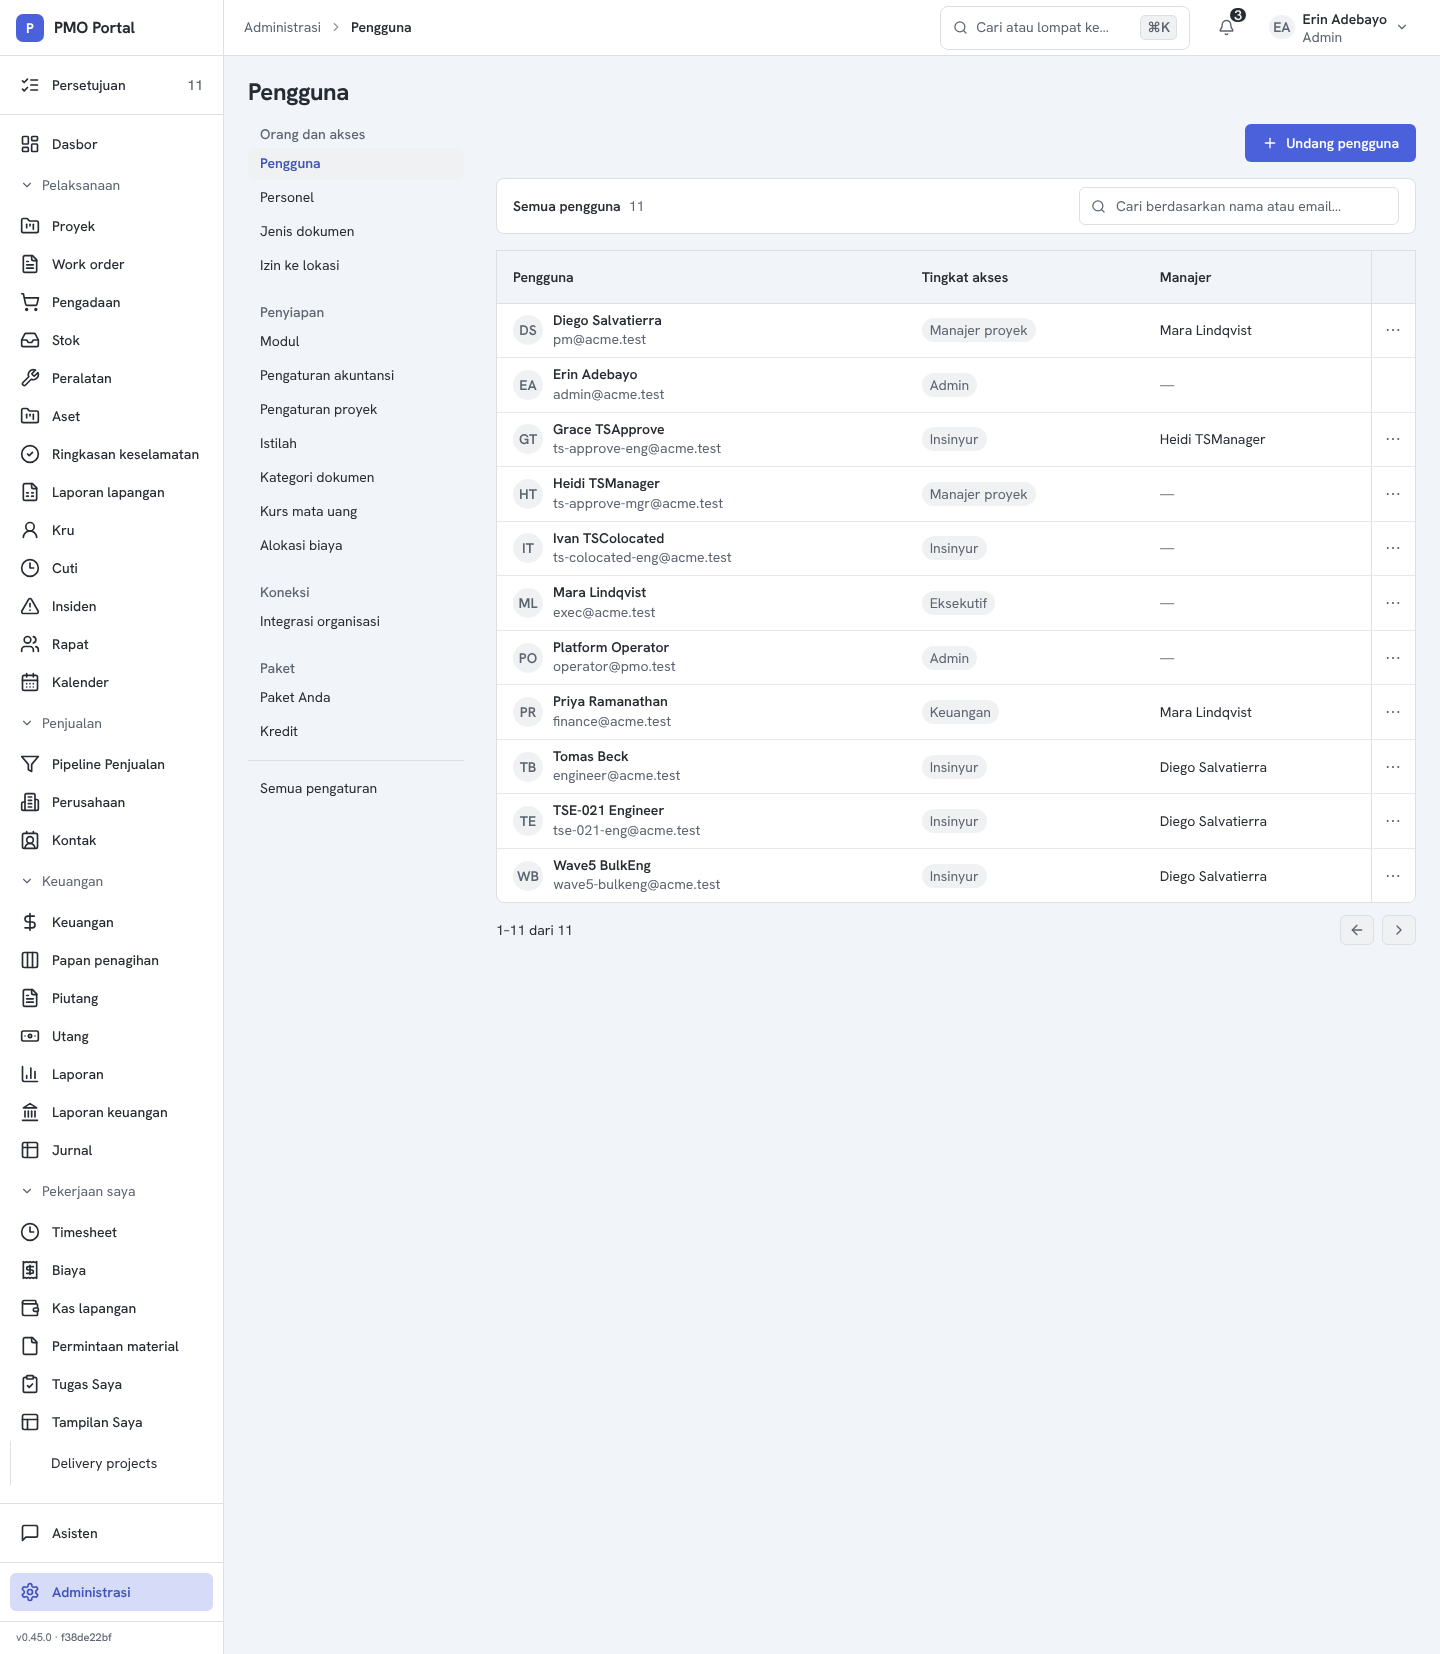 P PMO Portal
Administrasi > Pengguna
Cari atau lompat ke... ⌘K
3
EA Erin Adebayo
Admin
Persetujuan 11
Dasbor
Pelaksanaan
Proyek
Work order
Pengadaan
Stok
Peralatan
Aset
Ringkasan keselamatan
Laporan lapangan
Kru
Cuti
Insiden
Rapat
Kalender
Penjualan
Pipeline Penjualan
Perusahaan
Kontak
Keuangan
Keuangan
Papan penagihan
Piutang
Utang
Laporan
Laporan keuangan
Jurnal
Pekerjaan saya
Timesheet
Biaya
Kas lapangan
Permintaan material
Tugas Saya
Tampilan Saya
Delivery projects
Asisten
Administrasi
v0.45.0 · f38de22bf
Pengguna
Orang dan akses
Pengguna
Personel
Jenis dokumen
Izin ke lokasi
Penyiapan
Modul
Pengaturan akuntansi
Pengaturan proyek
Istilah
Kategori dokumen
Kurs mata uang
Alokasi biaya
Koneksi
Integrasi organisasi
Paket
Paket Anda
Kredit
Semua pengaturan
+ Undang pengguna
Semua pengguna 11
Cari berdasarkan nama atau email...
Pengguna Tingkat akses Manajer
DS Diego Salvatierra Manajer proyek Mara Lindqvist ...
pm@acme.test
EA Erin Adebayo Admin —
admin@acme.test
GT Grace TSApprove Insinyur Heidi TSManager ...
ts-approve-eng@acme.test
HT Heidi TSManager Manajer proyek — ...
ts-approve-mgr@acme.test
IT Ivan TSColocated Insinyur — ...
ts-colocated-eng@acme.test
ML Mara Lindqvist Eksekutif — ...
exec@acme.test
PO Platform Operator Admin — ...
operator@pmo.test
PR Priya Ramanathan Keuangan Mara Lindqvist ...
finance@acme.test
TB Tomas Beck Insinyur Diego Salvatierra ...
engineer@acme.test
TE TSE-021 Engineer Insinyur Diego Salvatierra ...
tse-021-eng@acme.test
WB Wave5 BulkEng Insinyur Diego Salvatierra ...
wave5-bulkeng@acme.test
1–11 dari 11